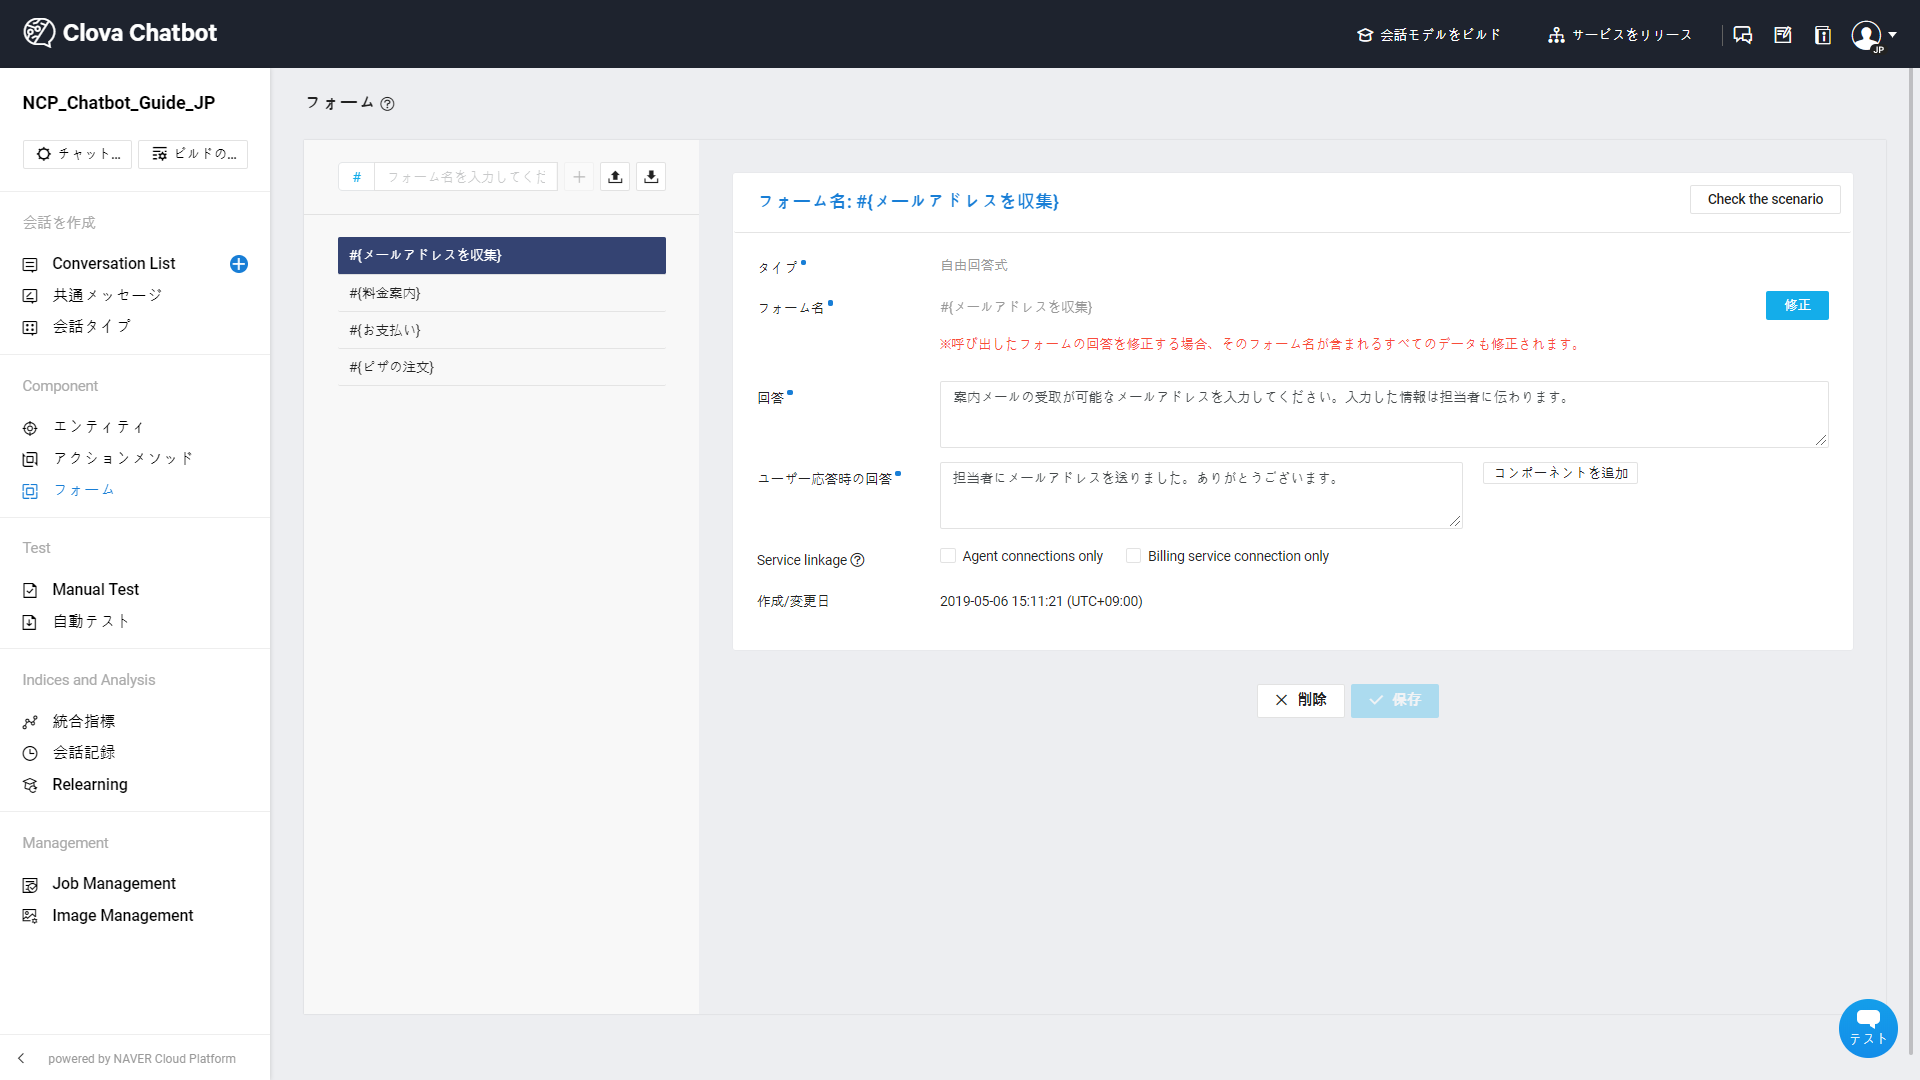 Clova Chatbot
会話モデルをビルド
サービスをリリース
JP
NCP_Chatbot_Guide_JP
チャット...
ビルドの...
会話を作成
Conversation List
共通メッセージ
会話タイプ
Component
エンティティ
アクションメソッド
フォーム
Test
Manual Test
自動テスト
Indices and Analysis
統合指標
会話記録
Relearning
Management
Job Management
Image Management
powered by NAVER Cloud Platform
フォーム
# フォーム名を入力してくだ
#{メールアドレスを収集}
#{料金案内}
#{お支払い}
#{ピザの注文}
フォーム名: #{メールアドレスを収集}
Check the scenario
タイプ 自由回答式
フォーム名 #{メールアドレスを収集} 修正
※呼び出したフォームの回答を修正する場合、そのフォーム名が含まれるすべてのデータも修正されます。
回答 案内メールの受取が可能なメールアドレスを入力してください。入力した情報は担当者に伝わります。
ユーザー応答時の回答 担当者にメールアドレスを送りました。ありがとうございます。 コンポーネントを追加
Service linkage Agent connections only Billing service connection only
作成/変更日 2019-05-06 15:11:21 (UTC+09:00)
削除 保存
テスト